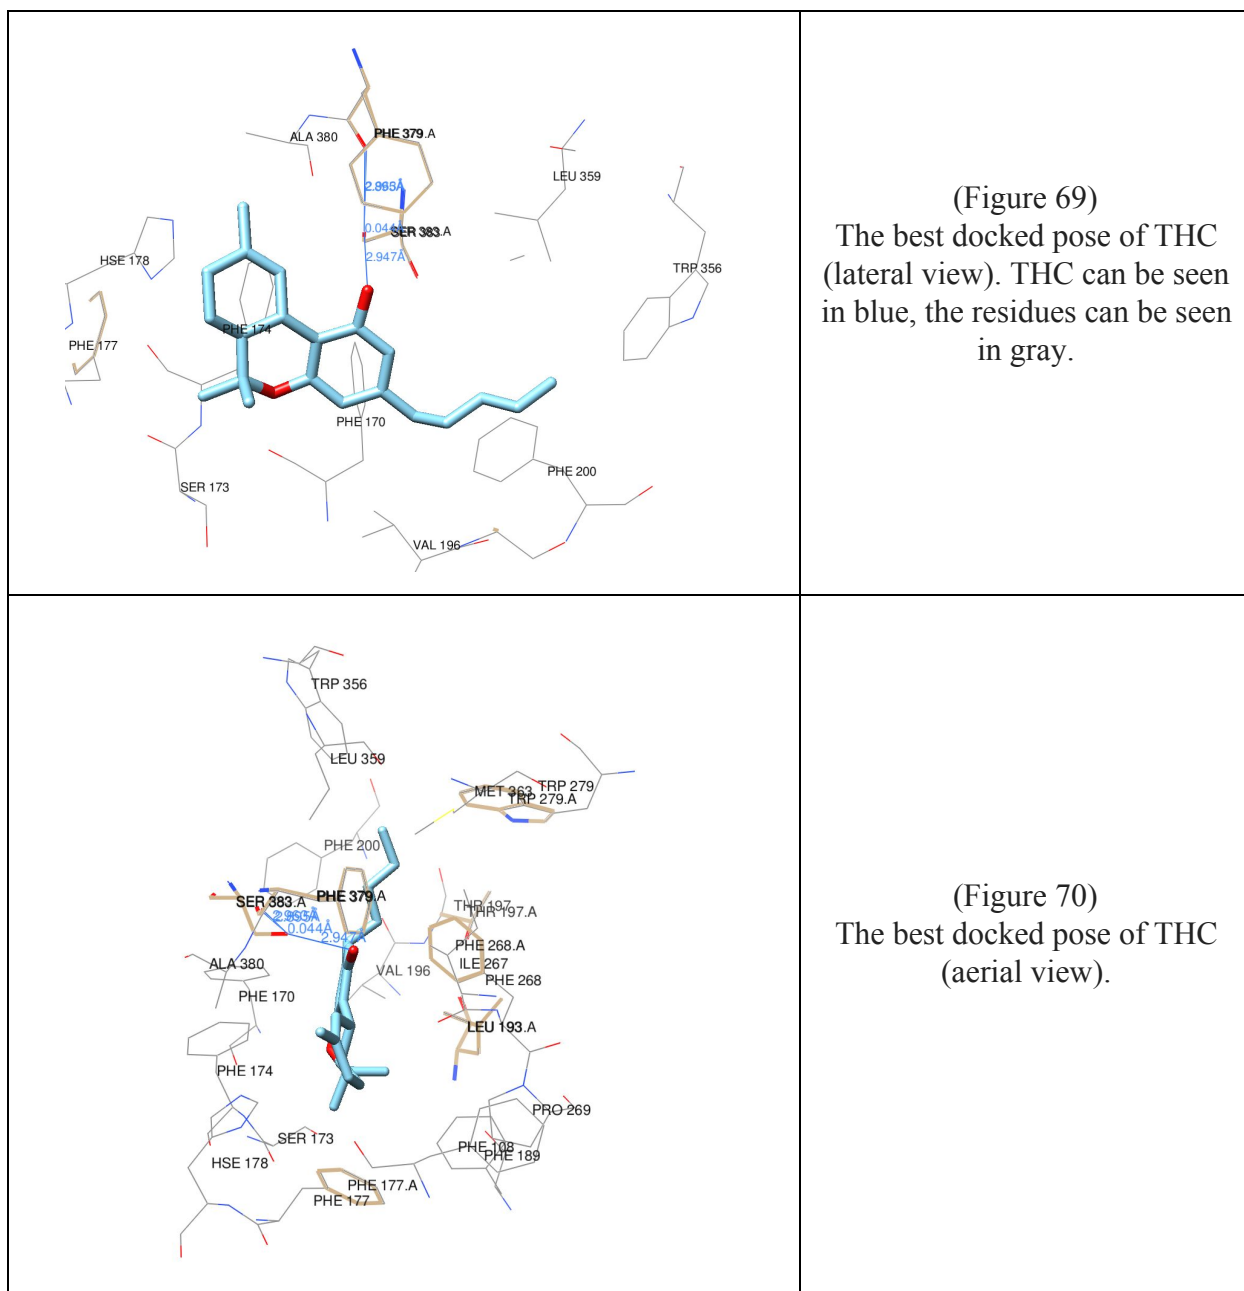 ALA 380
PHE 379.A
LEU 359
2.947Å
0.044Å
SER 383.A
HSE 178
TRP 356
PHE 174
PHE 177
PHE 170
PHE 200
SER 173
VAL 196
(Figure 69)
The best docked pose of THC
(lateral view). THC can be seen
in blue, the residues can be seen
in gray.
TRP 356
LEU 359
MET 363
TRP 279
TRP 279.A
PHE 200
PHE 379.A
SER 383.A
0.044Å
2.947Å
THR 197
THR 197.A
PHE 268.A
ILE 267
PHE 268
VAL 196
ALA 380
PHE 170
LEU 193.A
PHE 174
PRO 269
SER 173
PHE 108
PHE 189
HSE 178
PHE 177.A
PHE 177
(Figure 70)
The best docked pose of THC
(aerial view).